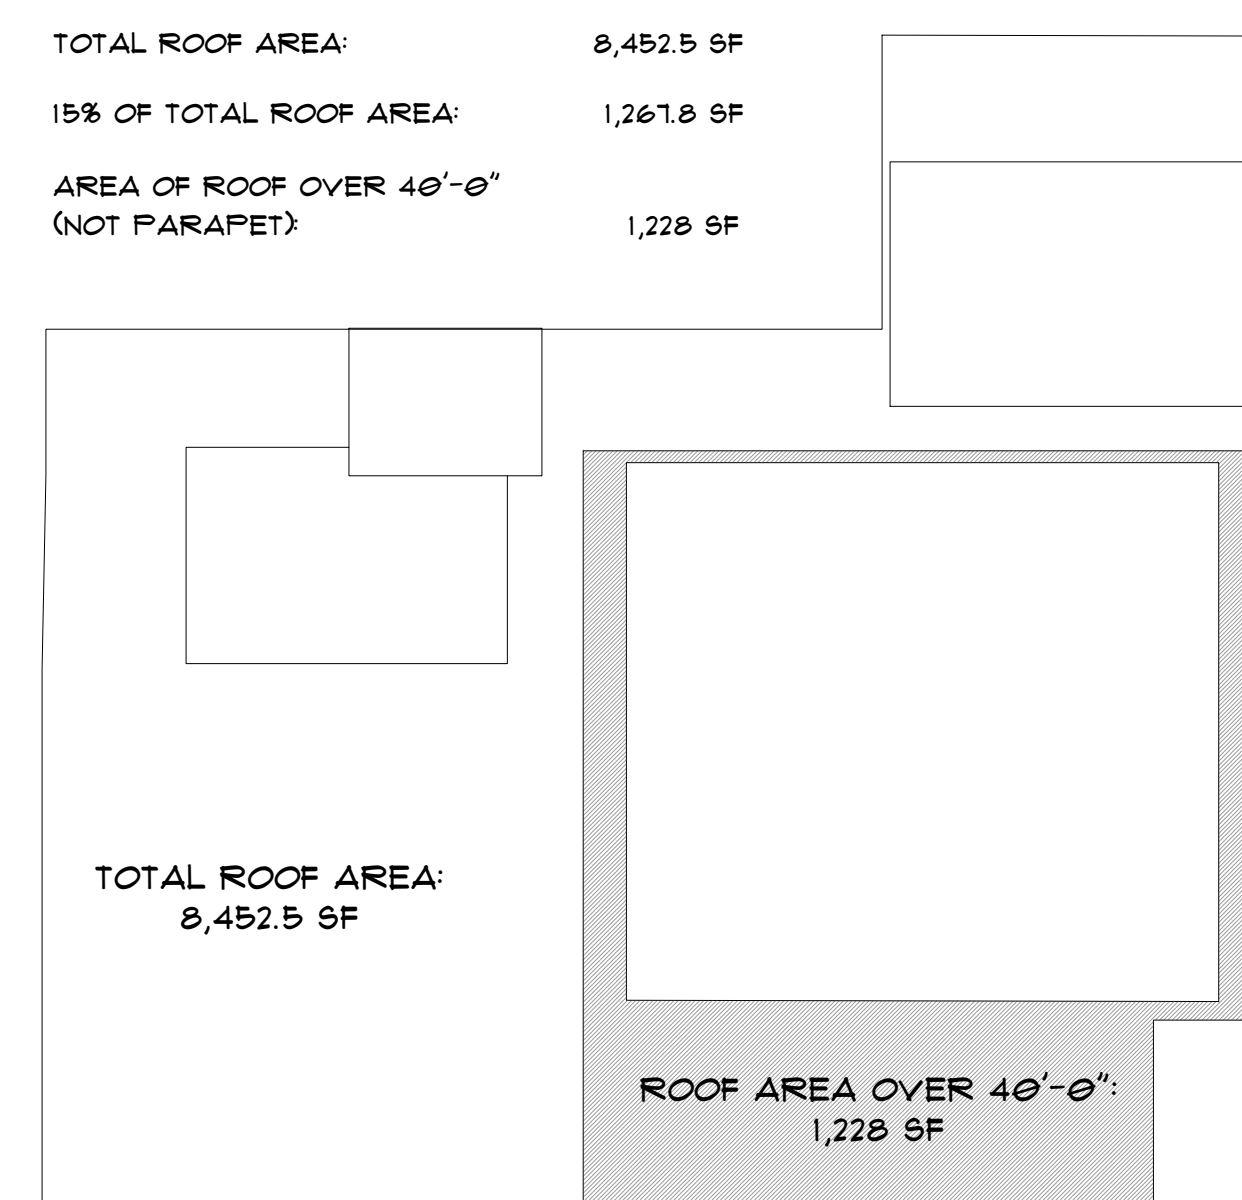 TOTAL ROOF AREA: 8,452.5 SF
15% OF TOTAL ROOF AREA: 1,267.8 SF
AREA OF ROOF OVER 40'-0"
(NOT PARAPET): 1,228 SF
TOTAL ROOF AREA:
8,452.5 SF
ROOF AREA OVER 40'-0":
1,228 SF